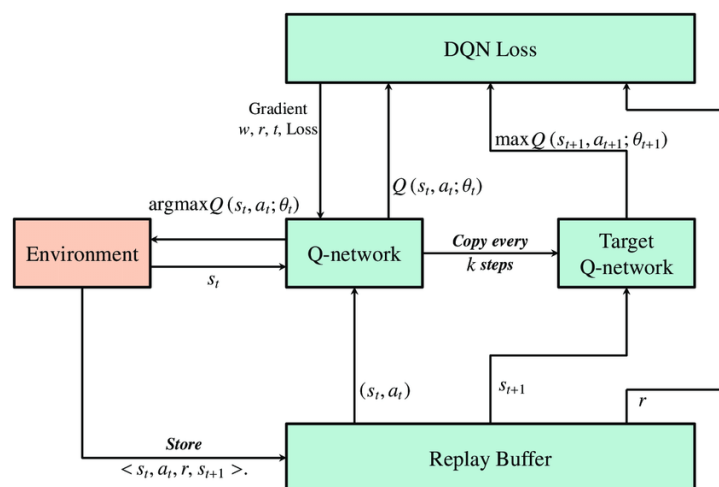 DQN Loss
Gradient
w, r, t, Loss
max Q (s_{t+1}, a_{t+1}; θ_{t+1})
Q (s_t, a_t; θ_t)
argmax Q (s_t, a_t; θ_t)
Environment
Q-network
Copy every
k steps
Target
Q-network
s_t
(s_t, a_t)
s_{t+1}
r
Store
< s_t, a_t, r, s_{t+1} >.
Replay Buffer